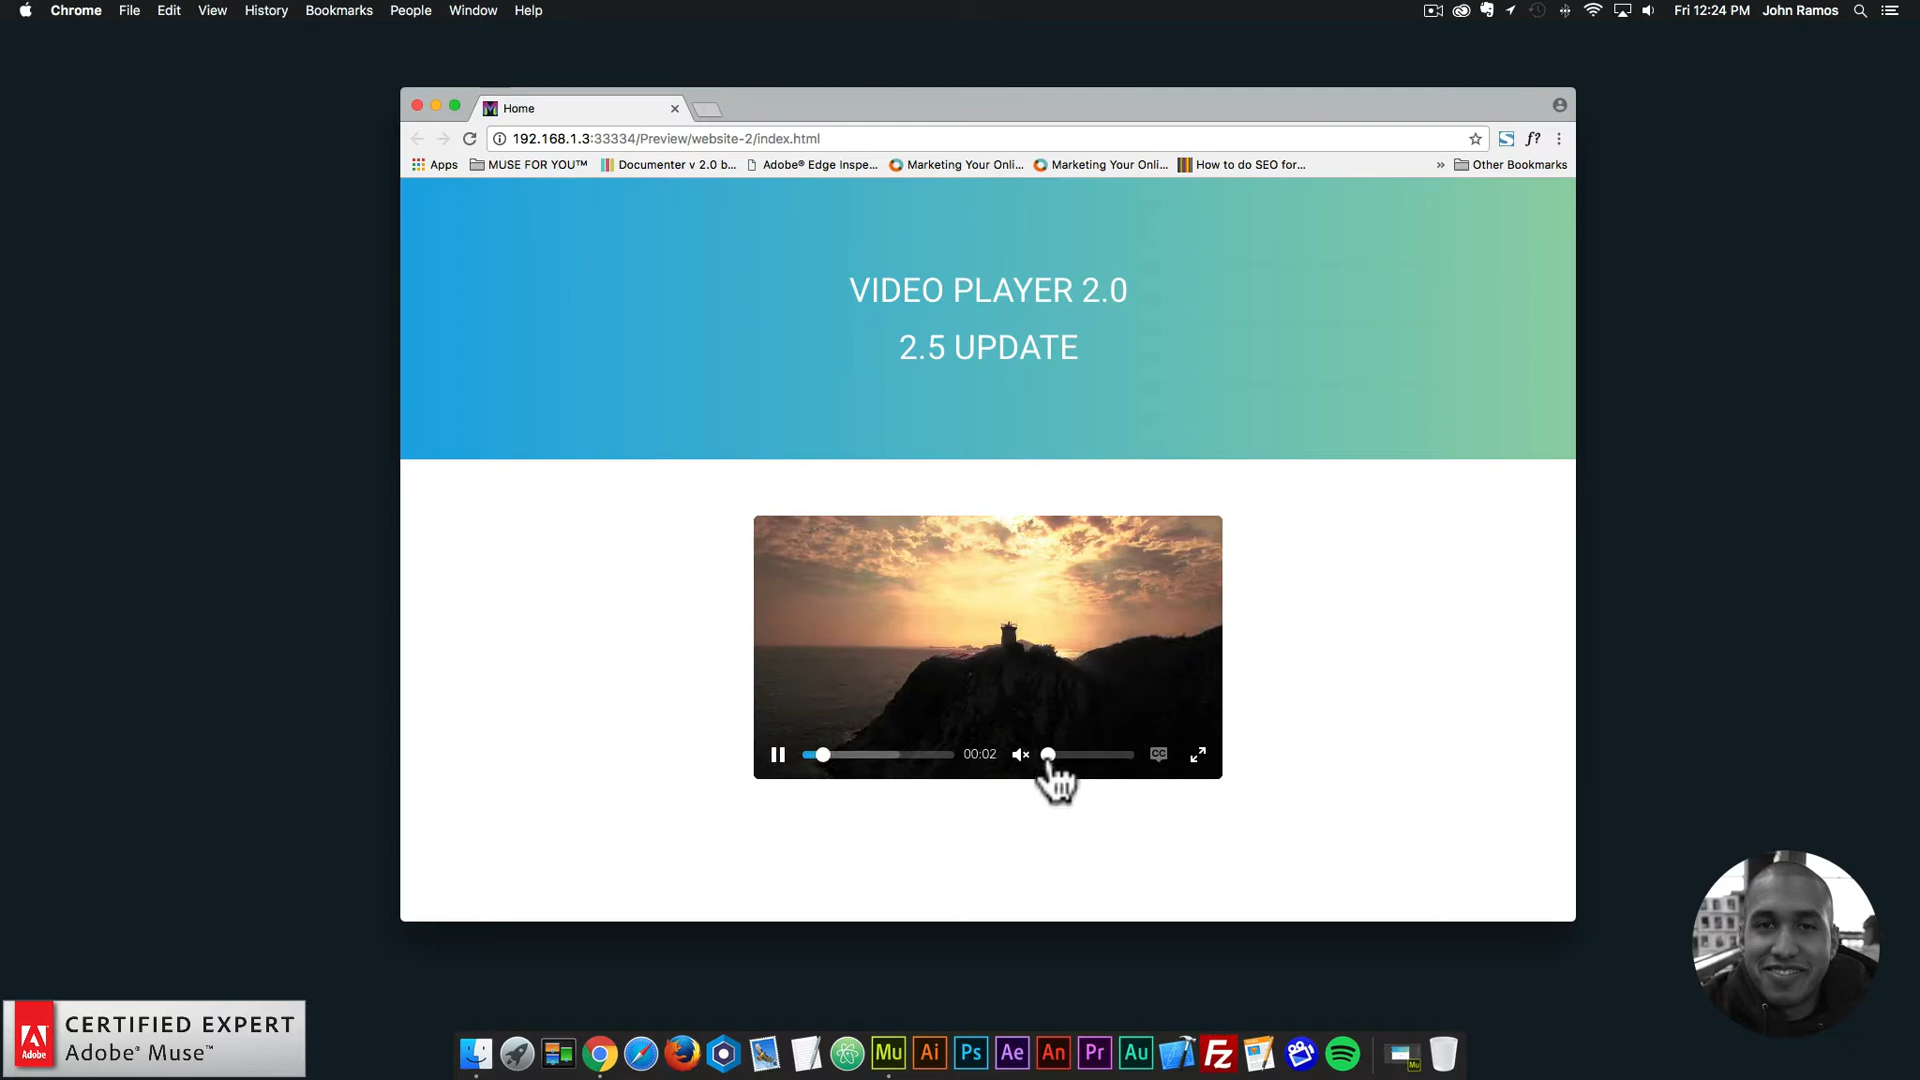 Chrome File Edit View History Bookmarks People Window Help
Fri 12:24 PM John Ramos
Home
192.168.1.3:33334/Preview/website-2/index.html
Apps MUSE FOR YOU™ Documenter v 2.0 b... Adobe® Edge Inspe... Marketing Your Onli... Marketing Your Onli... How to do SEO for... » Other Bookmarks
VIDEO PLAYER 2.0
2.5 UPDATE
00:02
CC
CERTIFIED EXPERT
Adobe® Muse™
Adobe
Mu Ai Ps Ae An Pr Au Fz Mu